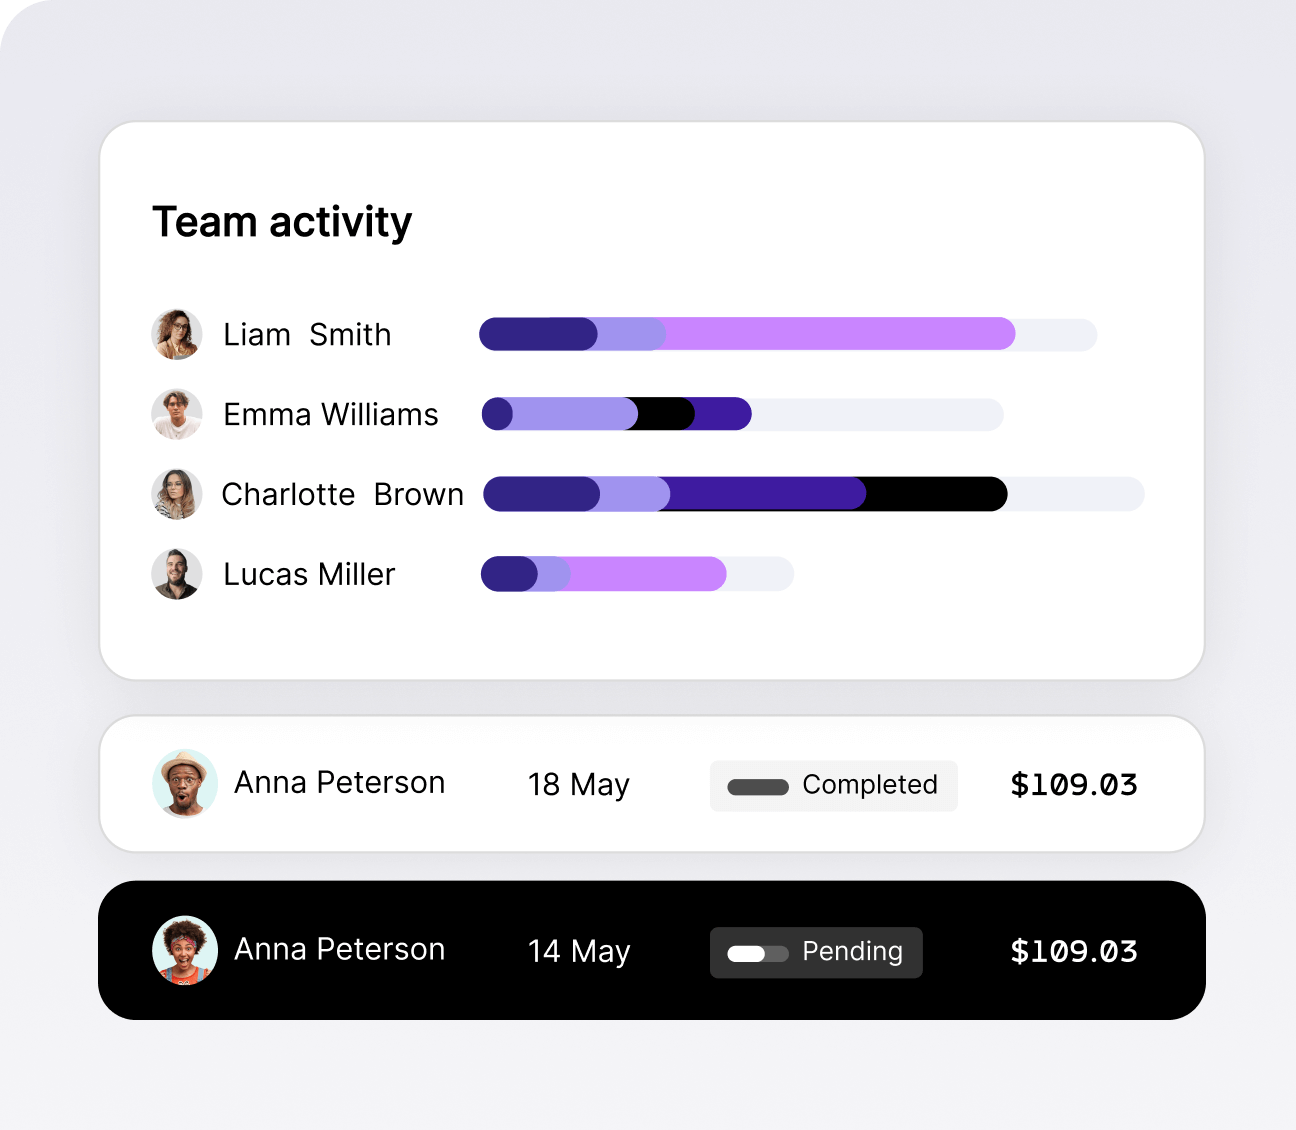 Team activity
Liam Smith
Emma Williams
Charlotte Brown
Lucas Miller
Anna Peterson 18 May Completed $109.03
Anna Peterson 14 May Pending $109.03